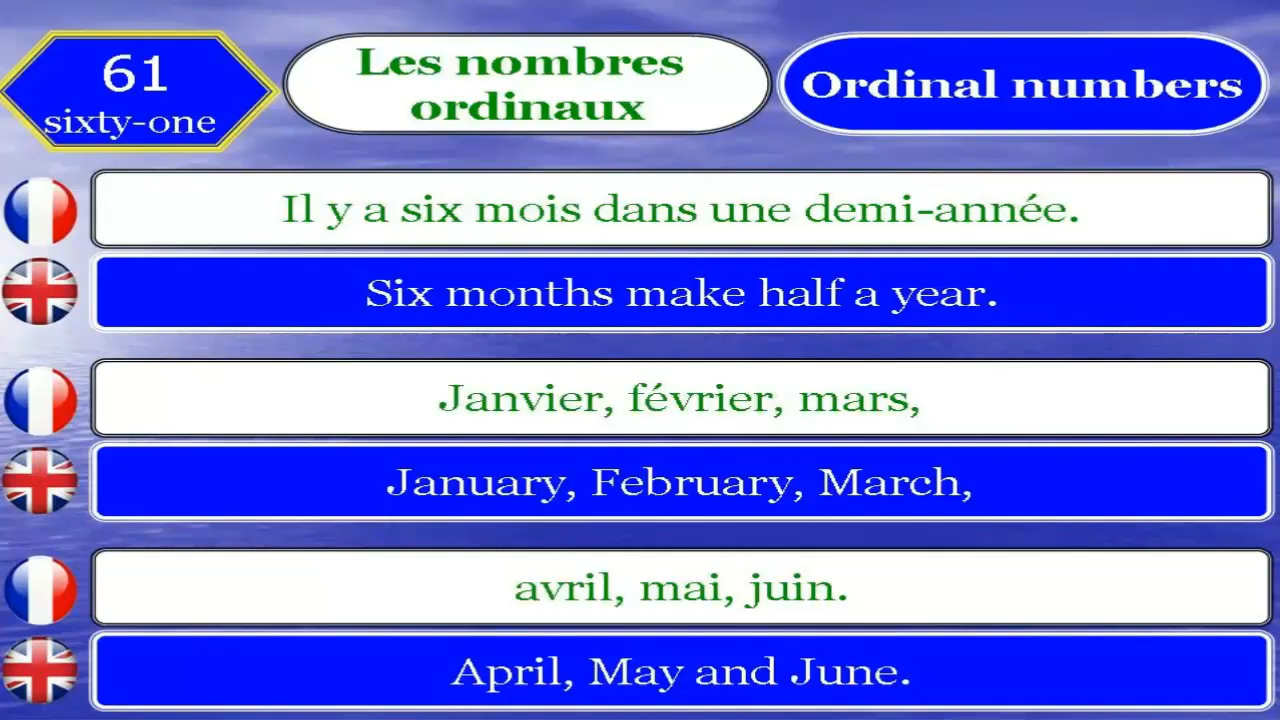 61
sixty-one
Les nombres
ordinaux
Ordinal numbers
Il y a six mois dans une demi-année.
Six months make half a year.
Janvier, février, mars,
January, February, March,
avril, mai, juin.
April, May and June.